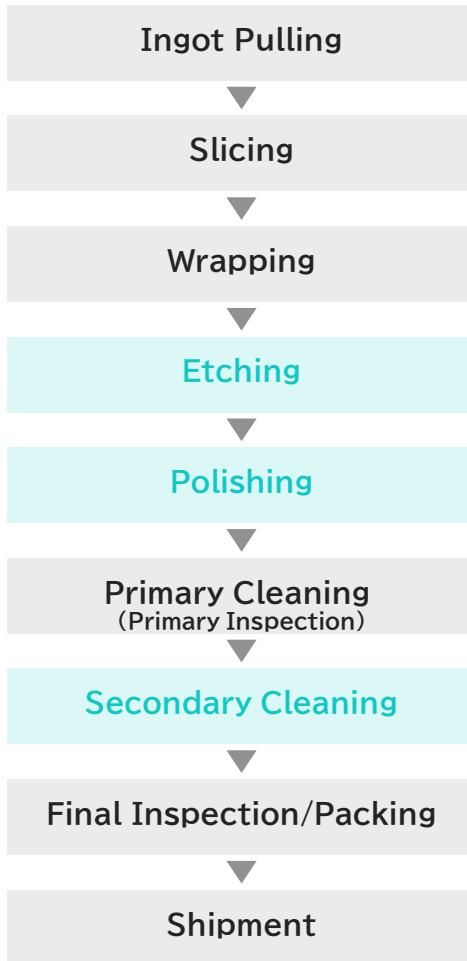 Ingot Pulling
Slicing
Wrapping
Etching
Polishing
Primary Cleaning
(Primary Inspection)
Secondary Cleaning
Final Inspection/Packing
Shipment